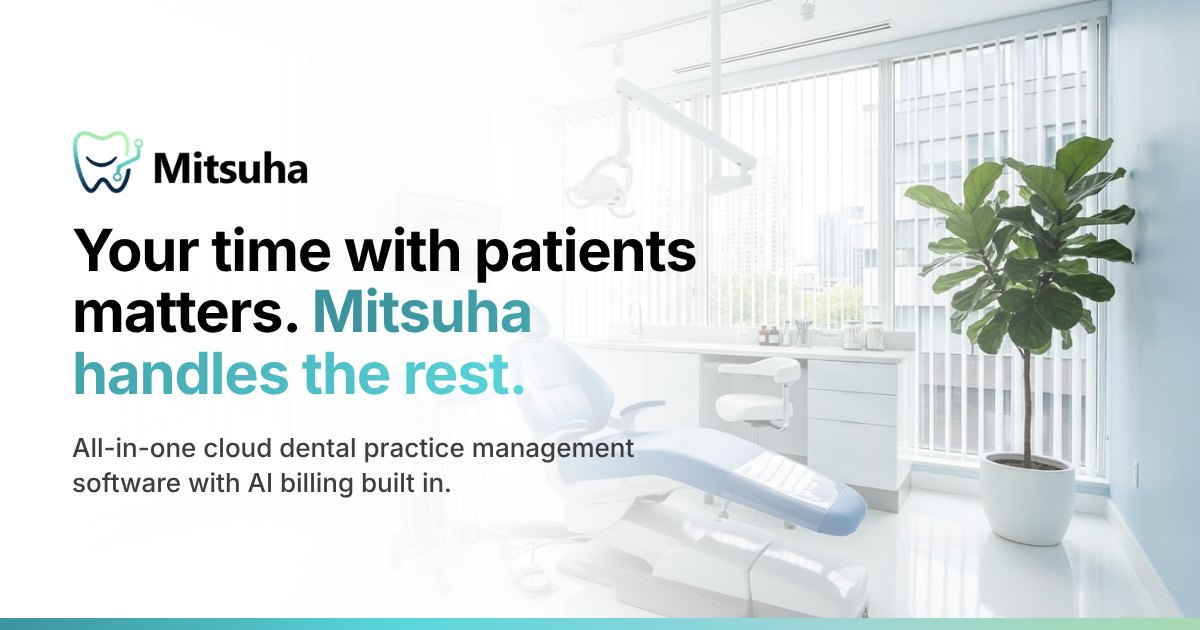 Mitsuha
Your time with patients
matters. Mitsuha
handles the rest.
All-in-one cloud dental practice management
software with AI billing built in.